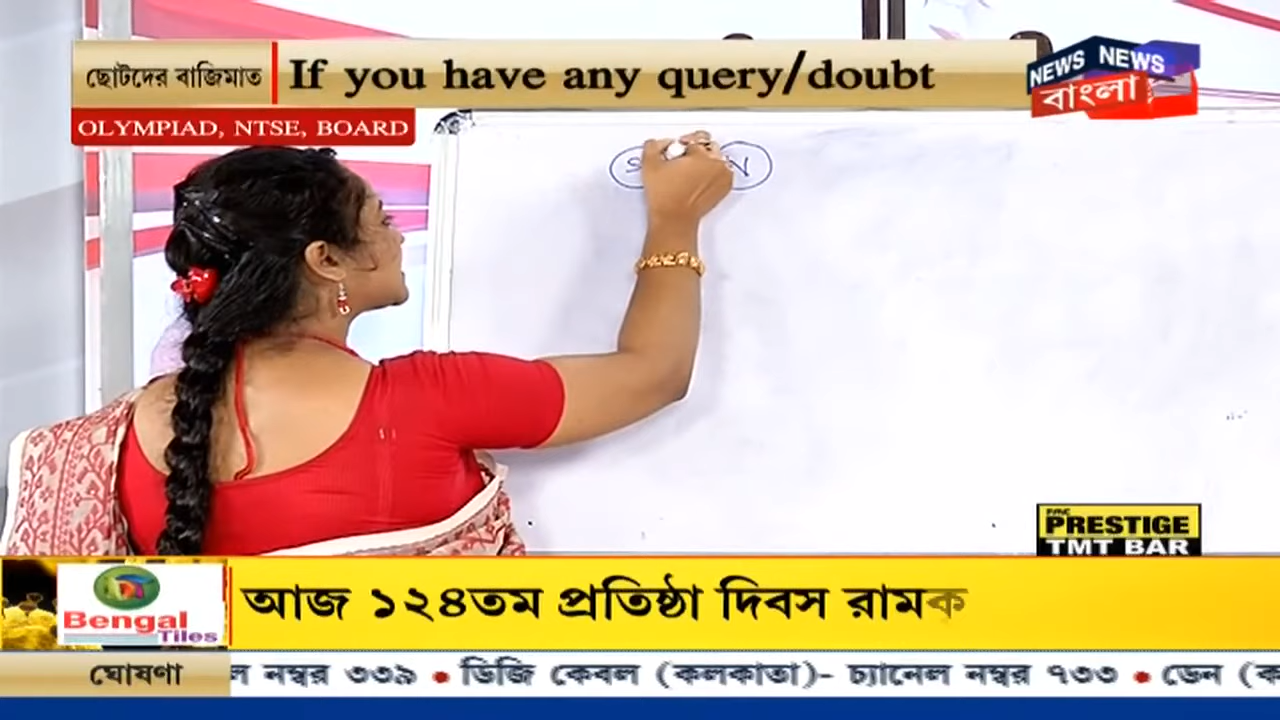 ছোটদের বাজিমাত
If you have any query/doubt
NEWS NEWS
বাংলা
OLYMPIAD, NTSE, BOARD
S N
PRESTIGE
TMT BAR
Bengal
Tiles
আজ ১২৪তম প্রতিষ্ঠা দিবস রামক
ঘোষণা
ল নম্বর ৩৩৯ • ডিজি কেবল (কলকাতা)- চ্যানেল নম্বর ৭৩৩ • ডেন (ক